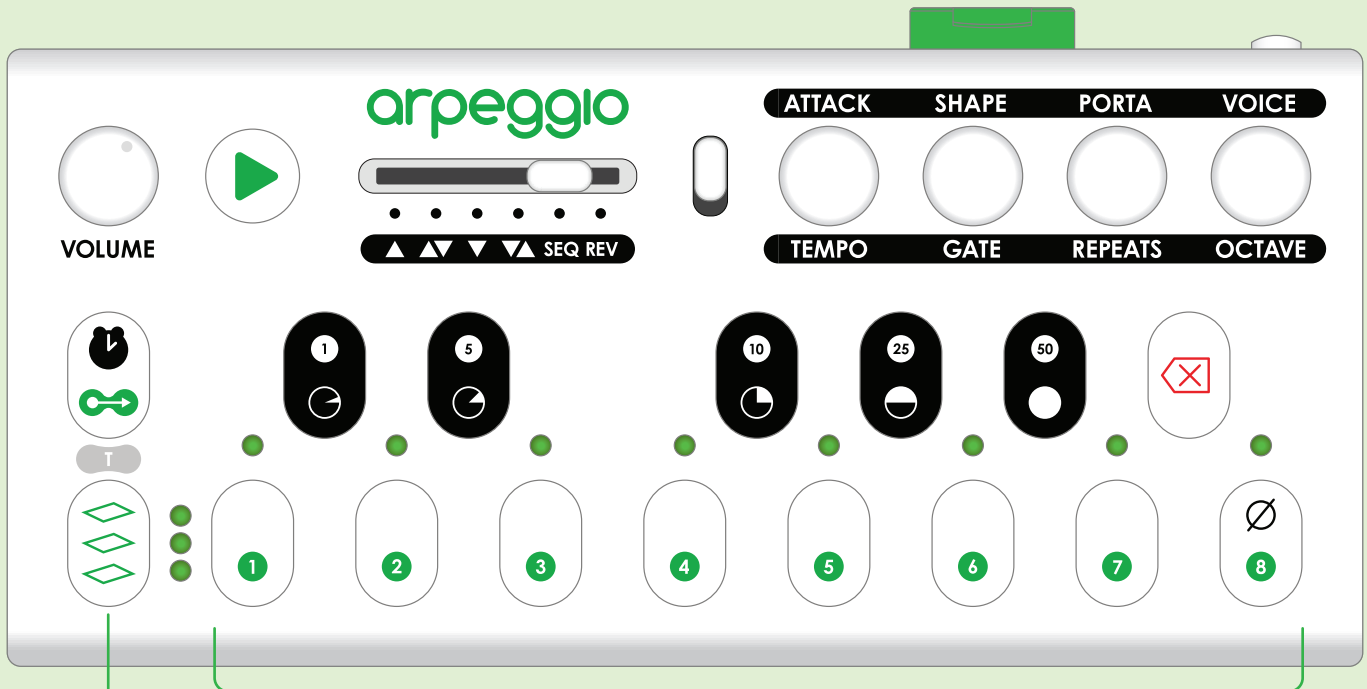 arpeggio
ATTACK SHAPE PORTA VOICE
VOLUME
SEQ REV
TEMPO GATE REPEATS OCTAVE
1 5 10 25 50
T
1 2 3 4 5 6 7 8